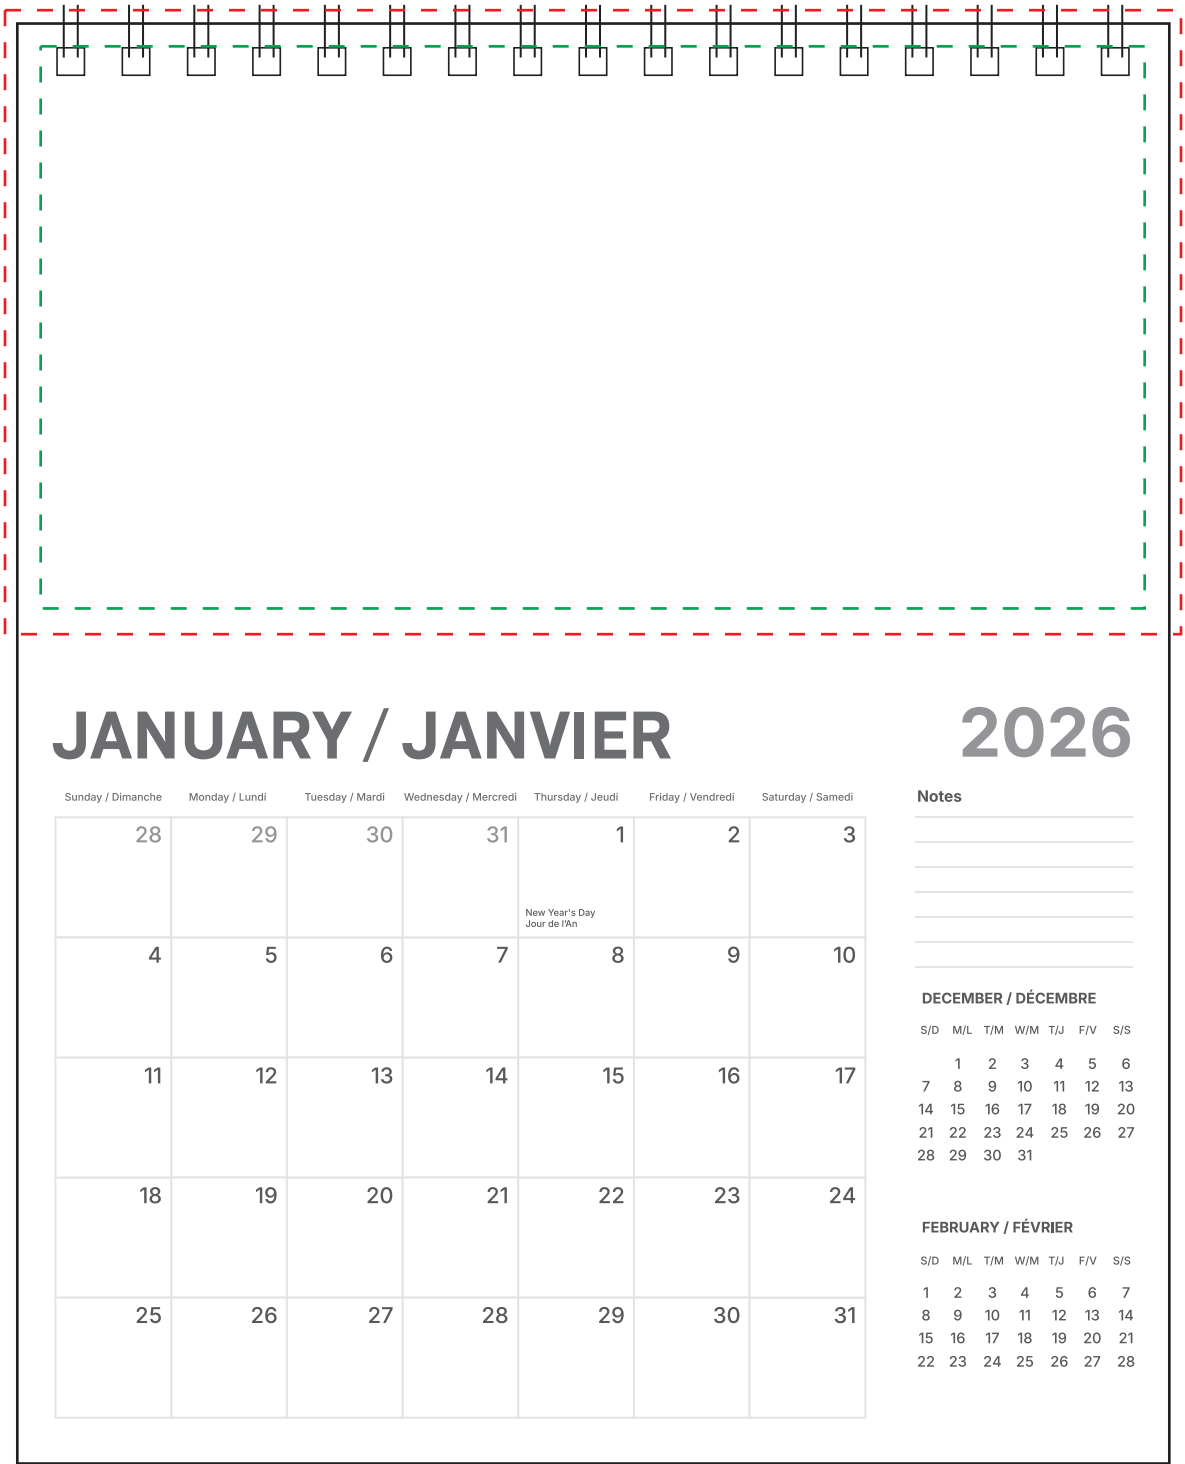 JANUARY / JANVIER
2026
Sunday / Dimanche Monday / Lundi Tuesday / Mardi Wednesday / Mercredi Thursday / Jeudi Friday / Vendredi Saturday / Samedi
28 29 30 31 1 2 3
New Year's Day
Jour de l'An
4 5 6 7 8 9 10
11 12 13 14 15 16 17
18 19 20 21 22 23 24
25 26 27 28 29 30 31
Notes
DECEMBER / DÉCEMBRE
S/D M/L T/M W/M T/J F/V S/S
1 2 3 4 5 6
7 8 9 10 11 12 13
14 15 16 17 18 19 20
21 22 23 24 25 26 27
28 29 30 31
FEBRUARY / FÉVRIER
S/D M/L T/M W/M T/J F/V S/S
1 2 3 4 5 6 7
8 9 10 11 12 13 14
15 16 17 18 19 20 21
22 23 24 25 26 27 28